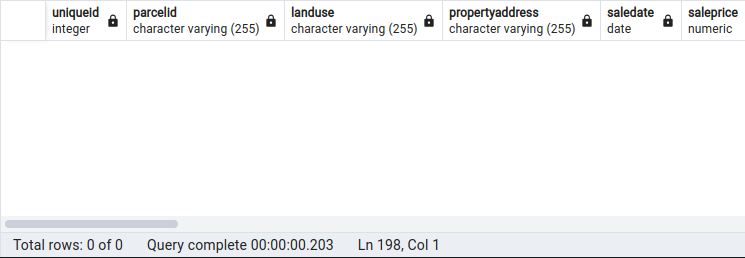 uniqueid parcelid landuse propertyaddress saledate saleprice
integer character varying (255) character varying (255) character varying (255) date numeric
Total rows: 0 of 0 Query complete 00:00:00.203 Ln 198, Col 1